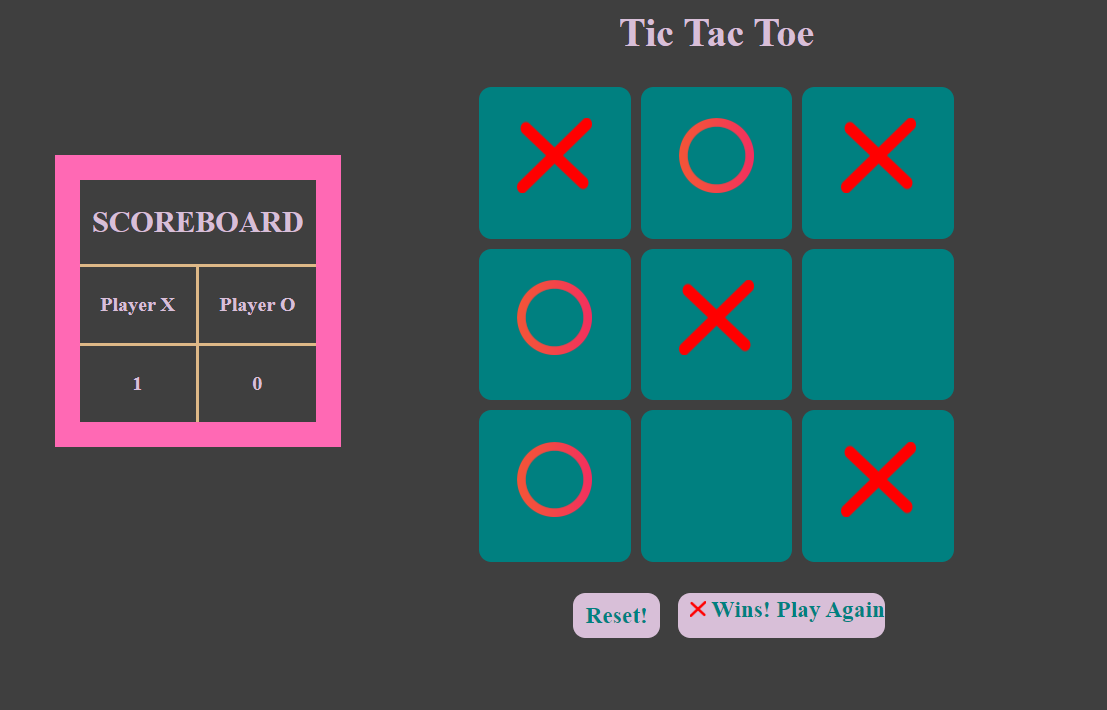 Tic Tac Toe
SCOREBOARD
Player X Player O
1 0
Reset! Wins! Play Again